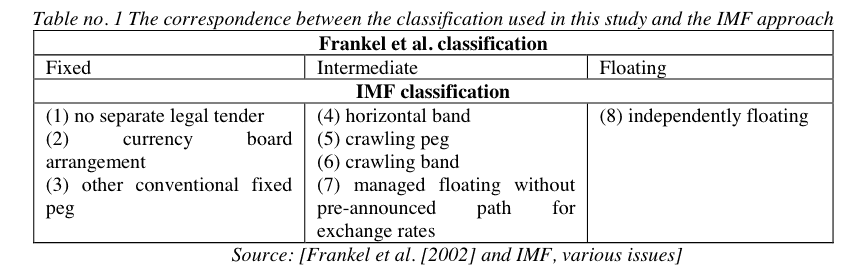 Table no. 1 The correspondence between the classification used in this study and the IMF approach
Frankel et al. classification
Fixed
Intermediate
Floating
IMF classification
(1) no separate legal tender
(2) currency board
arrangement
(3) other conventional fixed
peg
(4) horizontal band
(5) crawling peg
(6) crawling band
(7) managed floating without
pre-announced path for
exchange rates
(8) independently floating
Source: [Frankel et al. [2002] and IMF, various issues]